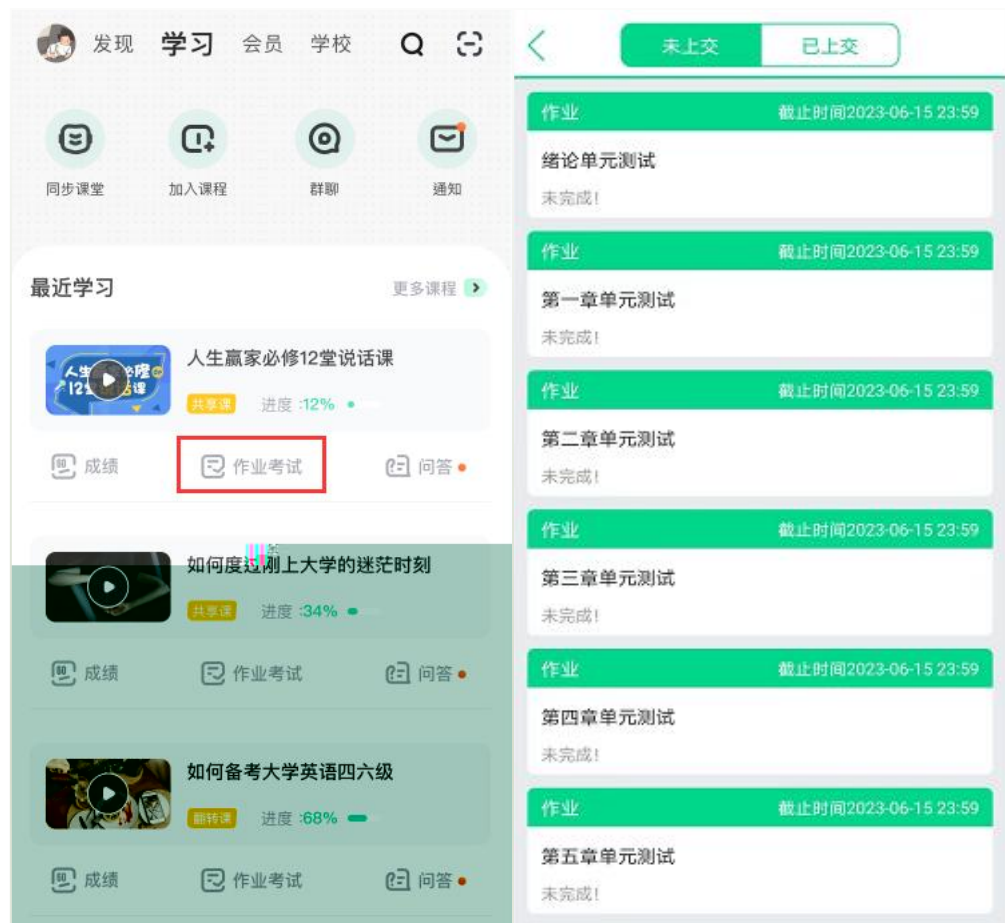 发现 学习 会员 学校
同步课堂 加入课程 群聊 通知
最近学习 更多课程
人生赢家必修12堂说话课
共享课 进度:12%
成绩 作业考试 问答
如何度过刚上大学的迷茫时刻
共享课 进度:34%
成绩 作业考试 问答
如何备考大学英语四六级
翻转课 进度:68%
成绩 作业考试 问答
未上交 已上交
作业 截止时间2023-06-15 23:59
绪论单元测试
未完成!
作业 截止时间2023-06-15 23:59
第一章单元测试
未完成!
作业 截止时间2023-06-15 23:59
第二章单元测试
未完成!
作业 截止时间2023-06-15 23:59
第三章单元测试
未完成!
作业 截止时间2023-06-15 23:59
第四章单元测试
未完成!
作业 截止时间2023-06-15 23:59
第五章单元测试
未完成!